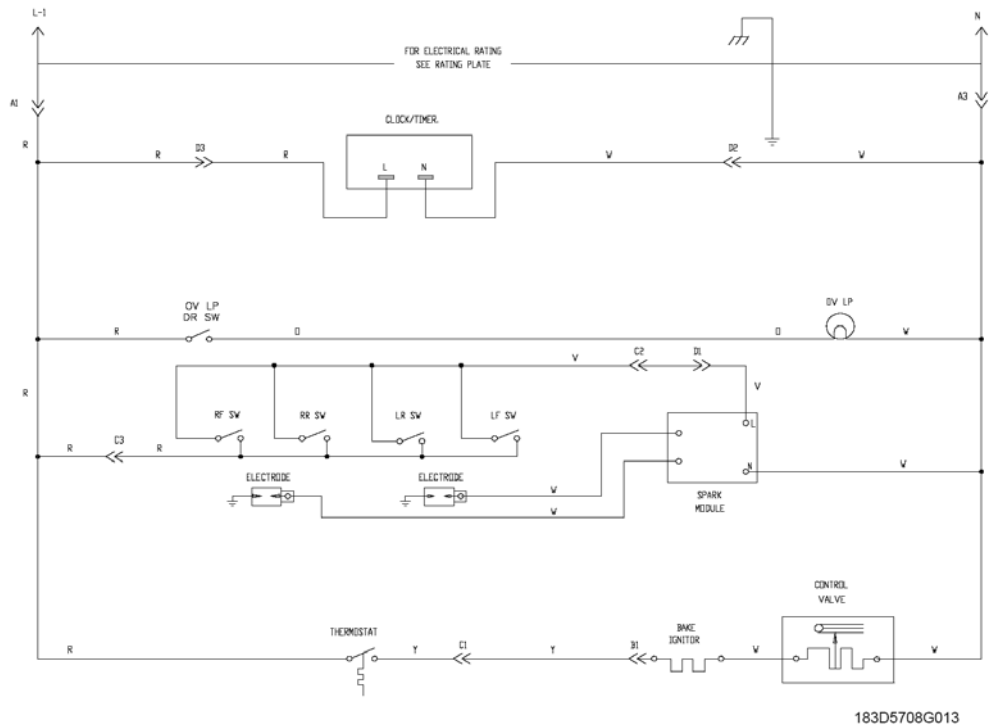 L-1
N
FOR ELECTRICAL RATING
SEE RATING PLATE
A1
A3
CLOCK/TIMER.
R
R
D3
R
L
N
W
D2
W
OV LP
DR SW
OV LP
R
O
O
W
V
C2
D1
V
R
RF SW
RR SW
LR SW
LF SW
L
R
C3
R
N
W
ELECTRODE
ELECTRODE
W
W
SPARK
MODULE
CONTROL
VALVE
THERMOSTAT
BAKE
IGNITOR
R
Y
C1
Y
B1
W
W
183D5708G013